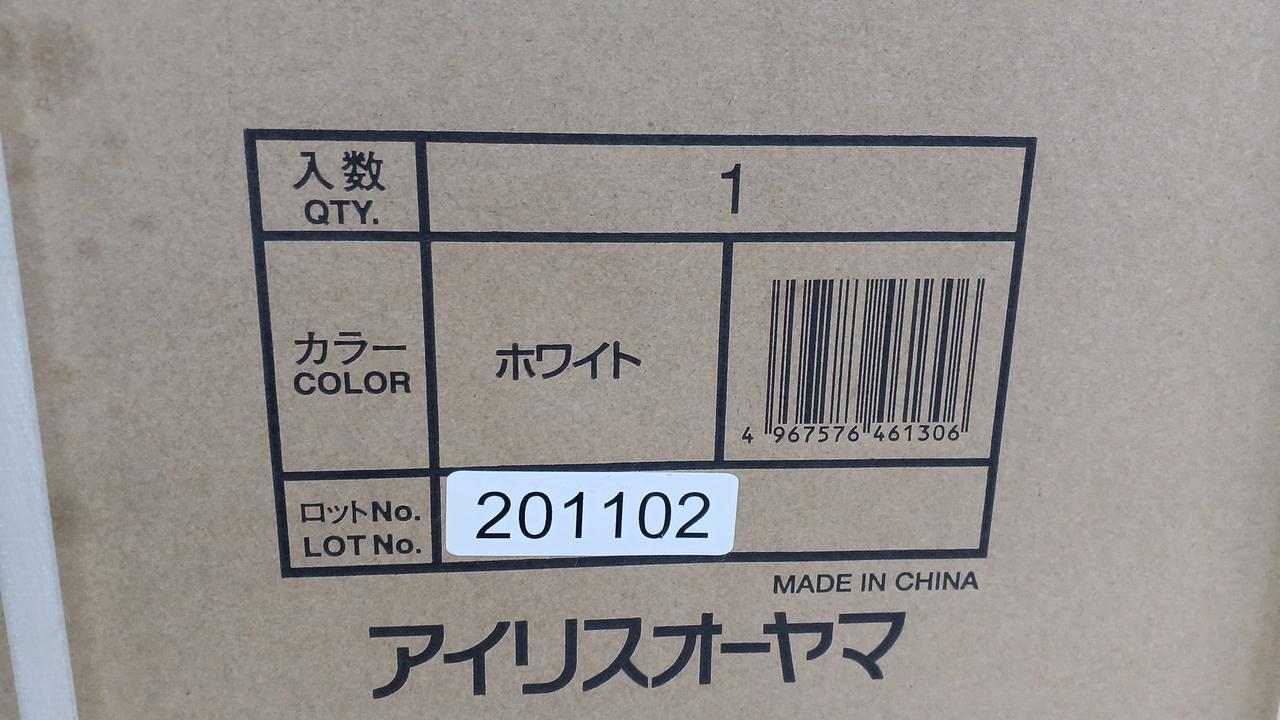 入数
QTY.
1
カラー
COLOR
ホワイト
4 967576 461306
ロットNo.
LOT No.
201102
MADE IN CHINA
アイリスオーヤマ